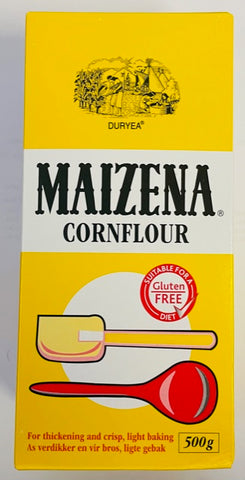 DURYEA®
MAIZENA®
CORNFLOUR
SUITABLE FOR A
Gluten
FREE
DIET
For thickening and crisp, light baking
As verdikker en vir bros, ligte gebak
500g